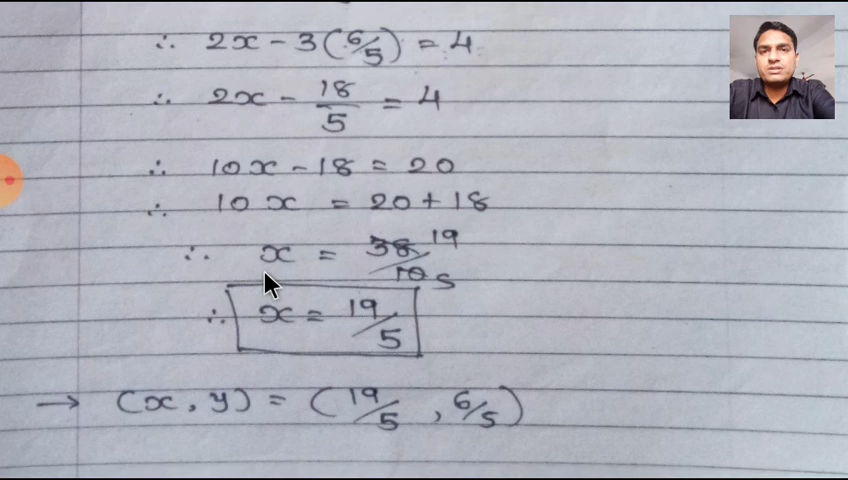 ∴ 2x - 3(6/5) = 4
∴ 2x - 18/5 = 4
∴ 10x - 18 = 20
∴ 10x = 20 + 18
∴ x = 38/10 19 5
∴ x = 19/5
→ (x, y) = (19/5, 6/5)